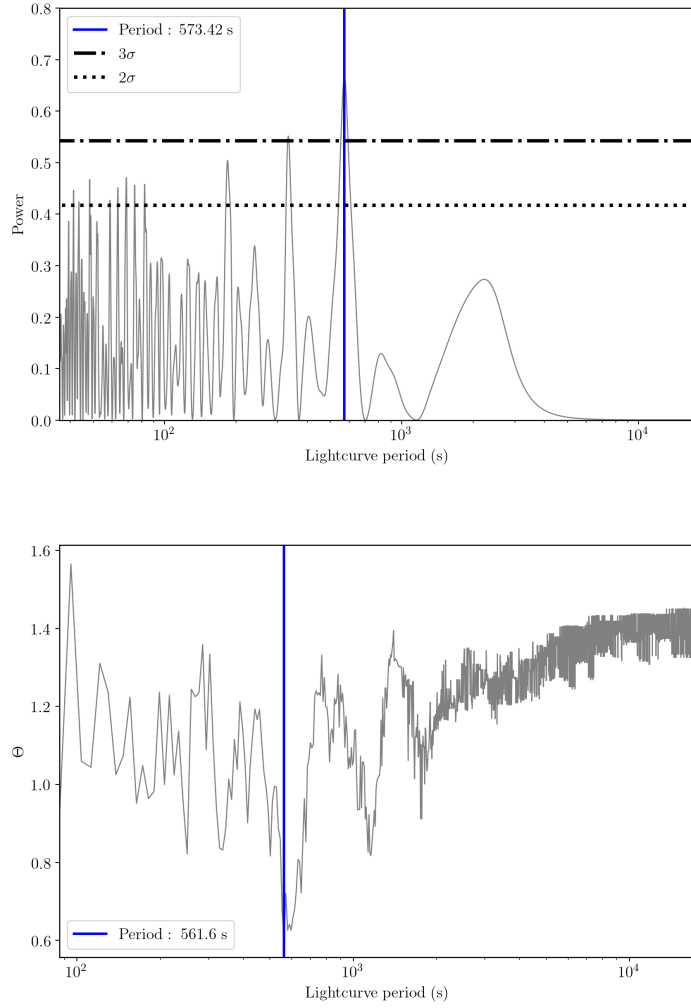 0.8
Period : 573.42 s
3σ
2σ
0.7
0.6
0.5
0.4
0.3
0.2
0.1
0.0
Power
10²
10³
10⁴
Lightcurve period (s)
1.6
1.4
1.2
1.0
0.8
0.6
Θ
Period : 561.6 s
10²
10³
10⁴
Lightcurve period (s)